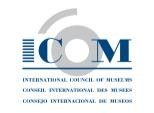 ICOM
INTERNATIONAL COUNCIL OF MUSEUMS
CONSEIL INTERNATIONAL DES MUSEES
CONSEJO INTERNACIONAL DE MUSEOS